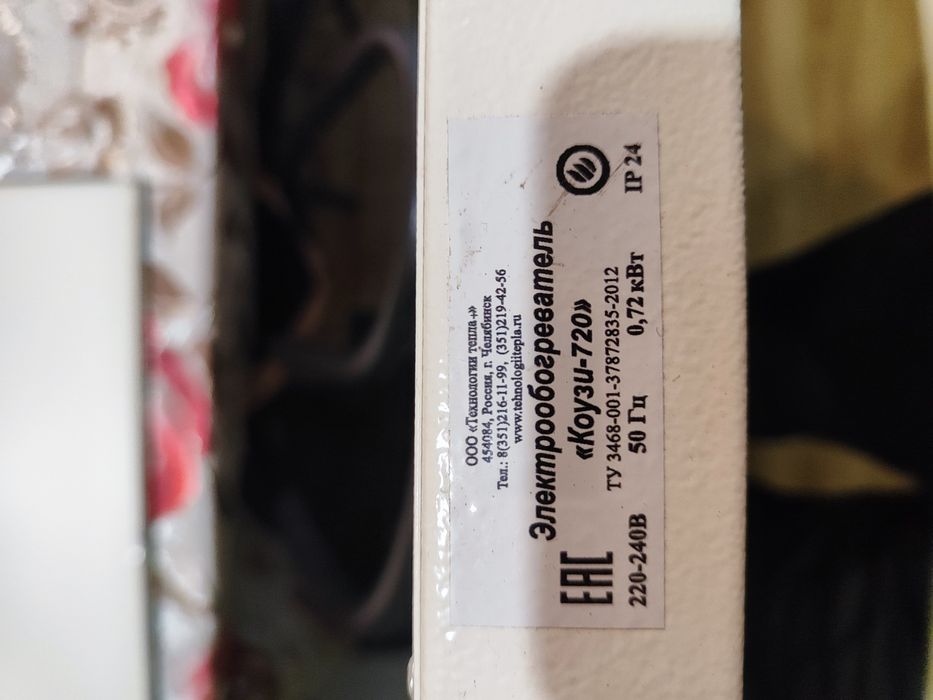 ООО «Технологии тепла+»
454084, Россия, г. Челябинск
Тел.: 8(351)216-11-99, (351)219-42-56
www.tehnologiitepla.ru
Электрообогреватель
«Коузи-720»
ТУ 3468-001-37872835-2012
EAC
220-240В 50 Гц 0,72 кВт IP 24